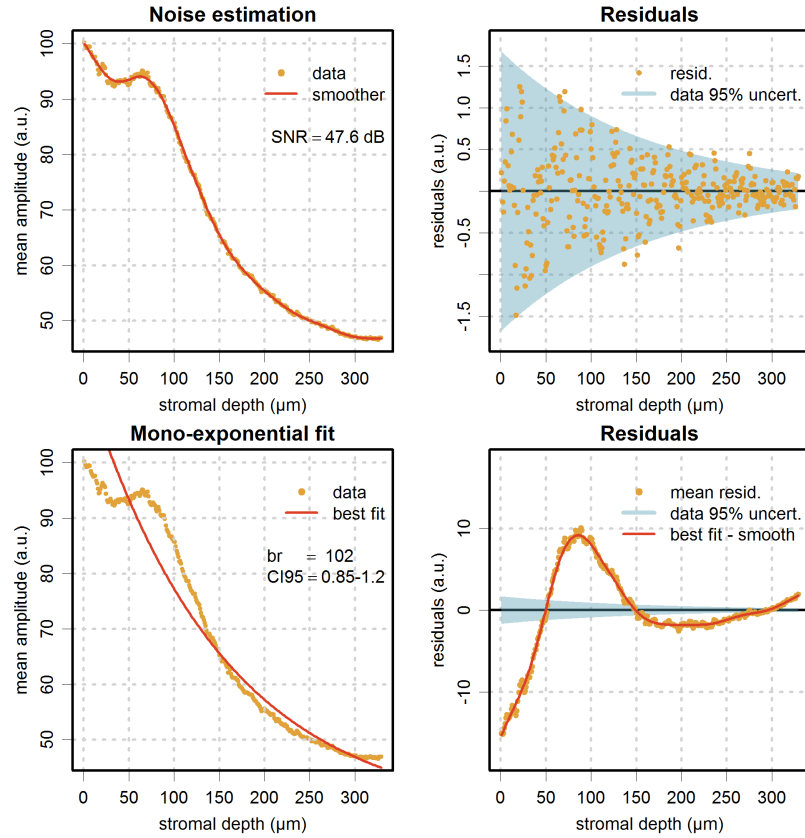 Noise estimation
mean amplitude (a.u.)
100
90
80
70
60
50
data
smoother
SNR = 47.6 dB
0 50 100 150 200 250 300
stromal depth (µm)
Residuals
residuals (a.u.)
1.5
1.0
0.5
-0.5
-1.5
resid.
data 95% uncert.
0 50 100 150 200 250 300
stromal depth (µm)
Mono-exponential fit
mean amplitude (a.u.)
100
90
80
70
60
50
data
best fit
br = 102
CI95 = 0.85-1.2
0 50 100 150 200 250 300
stromal depth (µm)
Residuals
residuals (a.u.)
10
0
-10
mean resid.
data 95% uncert.
best fit - smooth
0 50 100 150 200 250 300
stromal depth (µm)